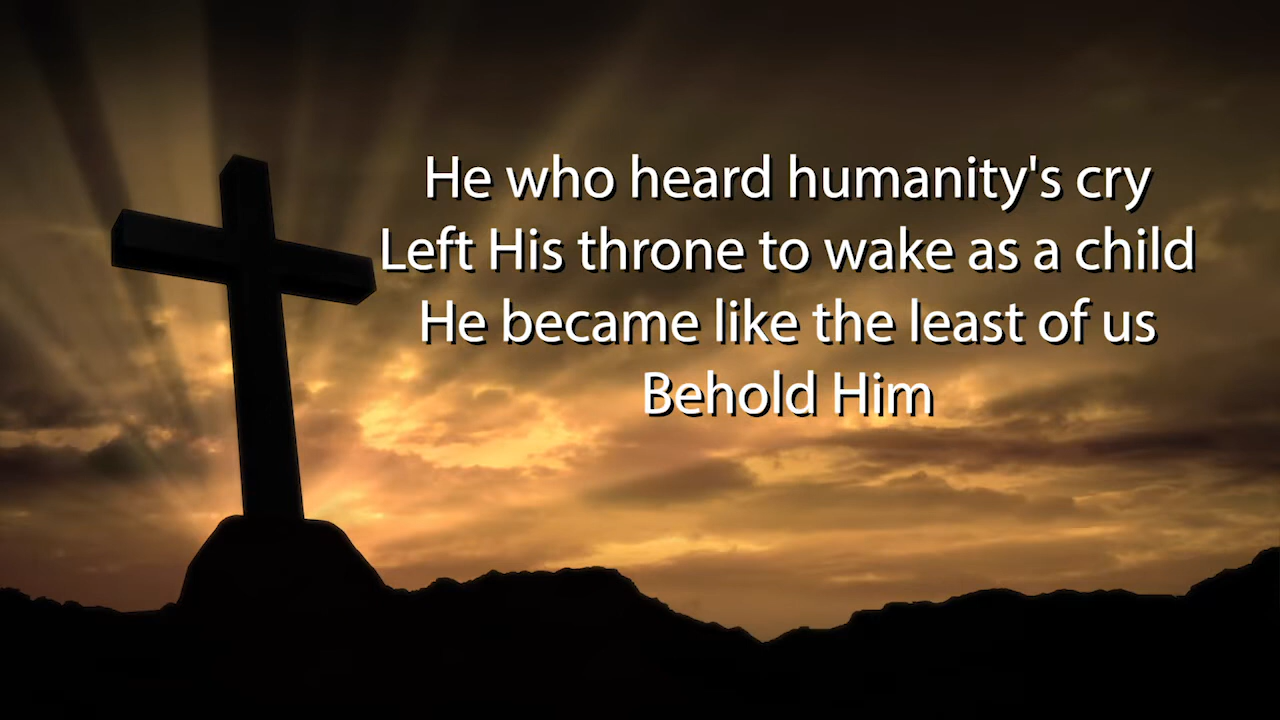 He who heard humanity's cry
Left His throne to wake as a child
He became like the least of us
Behold Him